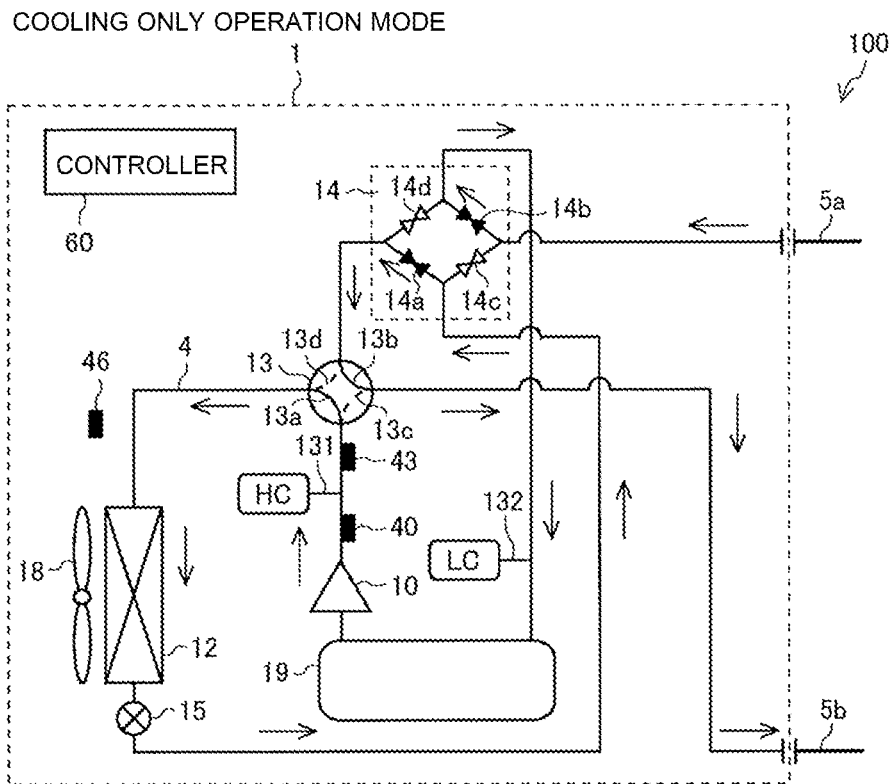 COOLING ONLY OPERATION MODE
1
100
CONTROLLER
60
14
14d
14b
5a
14a
14c
13d
13b
13
4
46
13a
13c
131
43
HC
132
40
LC
18
10
12
19
15
5b